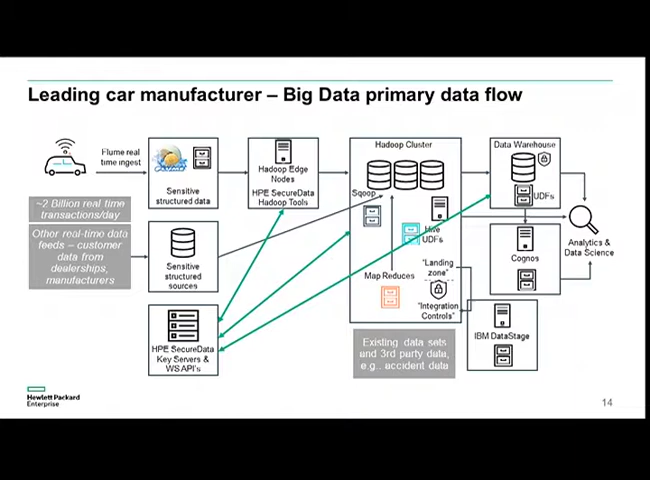 Leading car manufacturer – Big Data primary data flow
Flume real
time ingest
Sensitive
structured data
Hadoop Edge
Nodes
HPE SecureData
Hadoop Tools
Hadoop Cluster
Sqoop
Hive
UDFs
Map Reduces
"Landing
zone"
"Integration
Controls"
Data Warehouse
UDFs
Cognos
Analytics &
Data Science
IBM DataStage
~2 Billion real time
transactions/day
Other real-time data
feeds – customer
data from
dealerships,
manufacturers
Sensitive
structured
sources
HPE SecureData
Key Servers &
WS API's
Existing data sets
and 3rd party data,
e.g.. accident data
Hewlett Packard
Enterprise
14